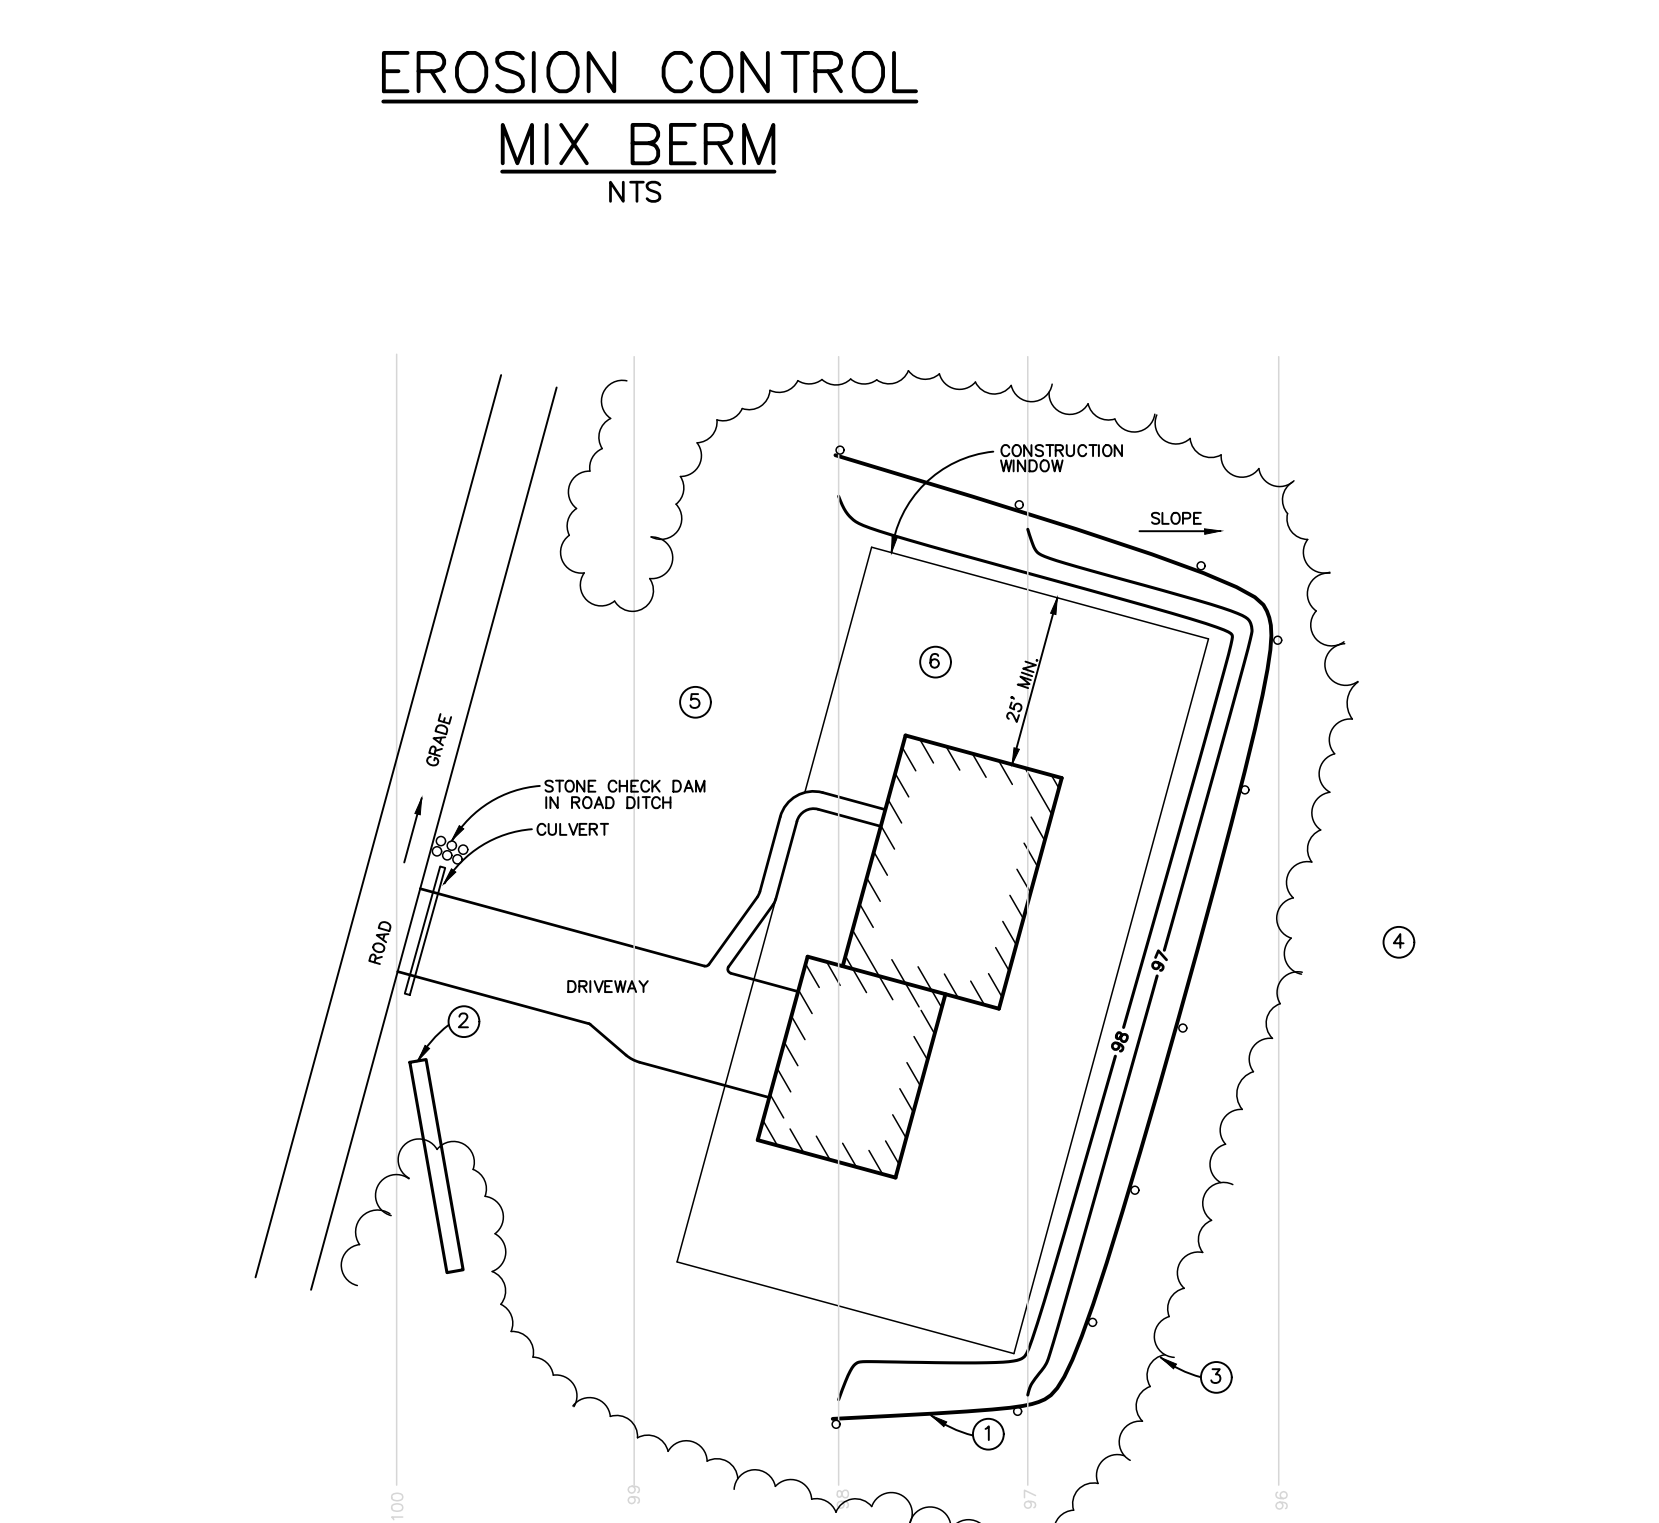 EROSION CONTROL
MIX BERM
NTS
CONSTRUCTION
WINDOW
SLOPE
6
25' MIN.
5
GRADE
STONE CHECK DAM
IN ROAD DITCH
CULVERT
ROAD
4
97
DRIVEWAY
2
98
3
1
100
99
98
97
96